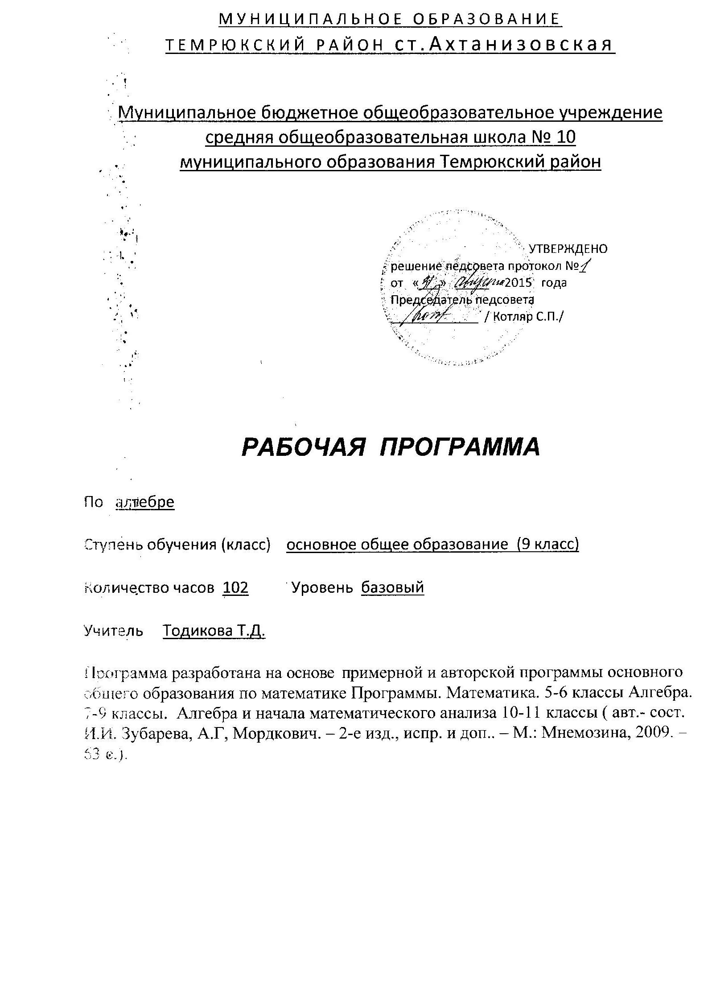 МУНИЦИПАЛЬНОЕ ОБРАЗОВАНИЕ
ТЕМРЮКСКИЙ РАЙОН ст.Ахтанизовская
Муниципальное бюджетное общеобразовательное учреждение
средняя общеобразовательная школа № 10
муниципального образования Темрюкский район
УТВЕРЖДЕНО
решение педсовета протокол №1
от «31» августа 2015 года
Председатель педсовета
/ Котляр С.П./
РАБОЧАЯ ПРОГРАММА
По алгебре
Ступень обучения (класс) основное общее образование (9 класс)
Количество часов 102 Уровень базовый
Учитель Тодикова Т.Д.
Программа разработана на основе примерной и авторской программы основного
общего образования по математике Программы. Математика. 5-6 классы Алгебра.
7-9 классы. Алгебра и начала математического анализа 10-11 классы ( авт.- сост.
И.И. Зубарева, А.Г, Мордкович. – 2-е изд., испр. и доп.. – М.: Мнемозина, 2009. –
63 с.).